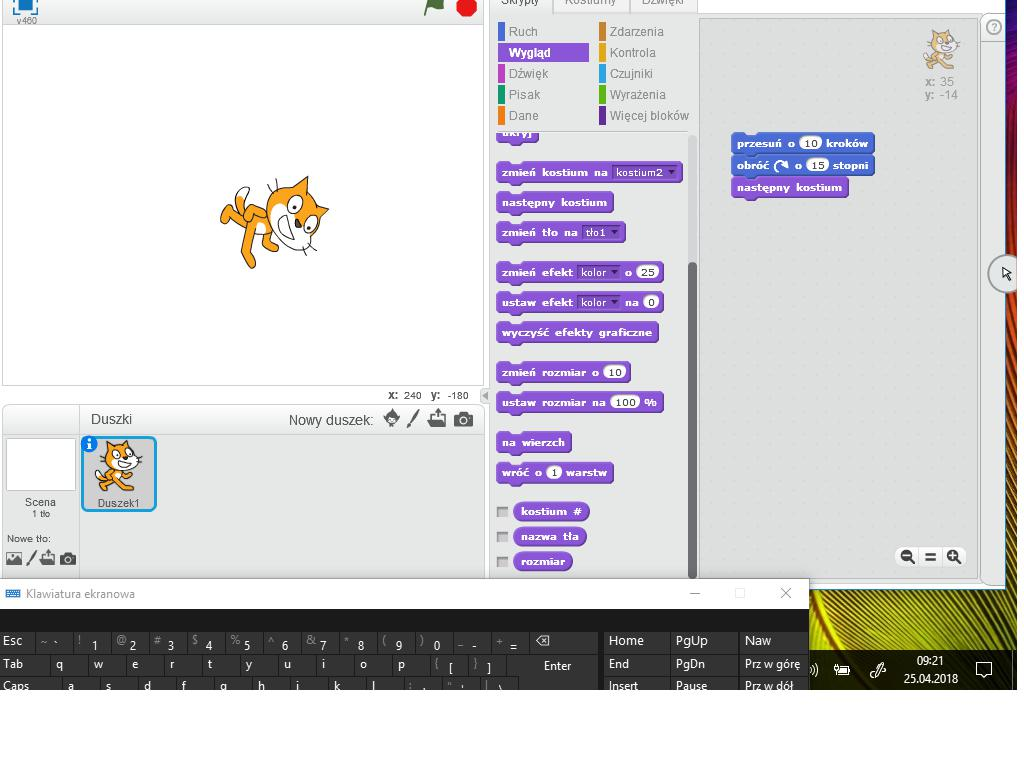 v460
Skrypty Kostiumy Dźwięki
Ruch
Wygląd
Dźwięk
Pisak
Dane
Zdarzenia
Kontrola
Czujniki
Wyrażenia
Więcej bloków
ukryj
zmień kostium na kostium2
następny kostium
zmień tło na tło1
zmień efekt kolor o 25
ustaw efekt kolor na 0
wyczyść efekty graficzne
zmień rozmiar o 10
ustaw rozmiar na 100 %
na wierzch
wróć o 1 warstw
kostium #
nazwa tła
rozmiar
?
x: 35
y: -14
przesuń o 10 kroków
obróć o 15 stopni
następny kostium
x: 240 y: -180
Duszki
Nowy duszek:
Scena
1 tło
Nowe tło:
Duszek1
Klawiatura ekranowa
Esc ~ ` ! 1 @ 2 # 3 $ 4 % 5 ^ 6 & 7 * 8 ( 9 ) 0 _ - + = Home PgUp Naw
Tab q w e r t y u i o p { [ } ] Enter End PgDn Prz w górę
Caps a s d f g h j k l : ; " ' | \ Insert Pause Prz w dół
09:21
25.04.2018